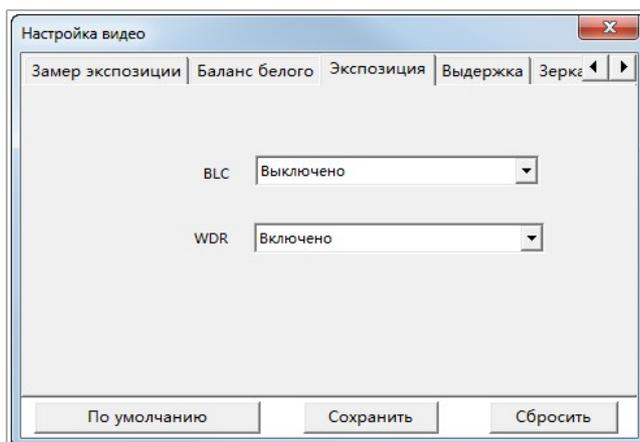 Настройка видео
Замер экспозиции Баланс белого Экспозиция Выдержка Зерка
BLC Выключено
WDR Включено
По умолчанию Сохранить Сбросить